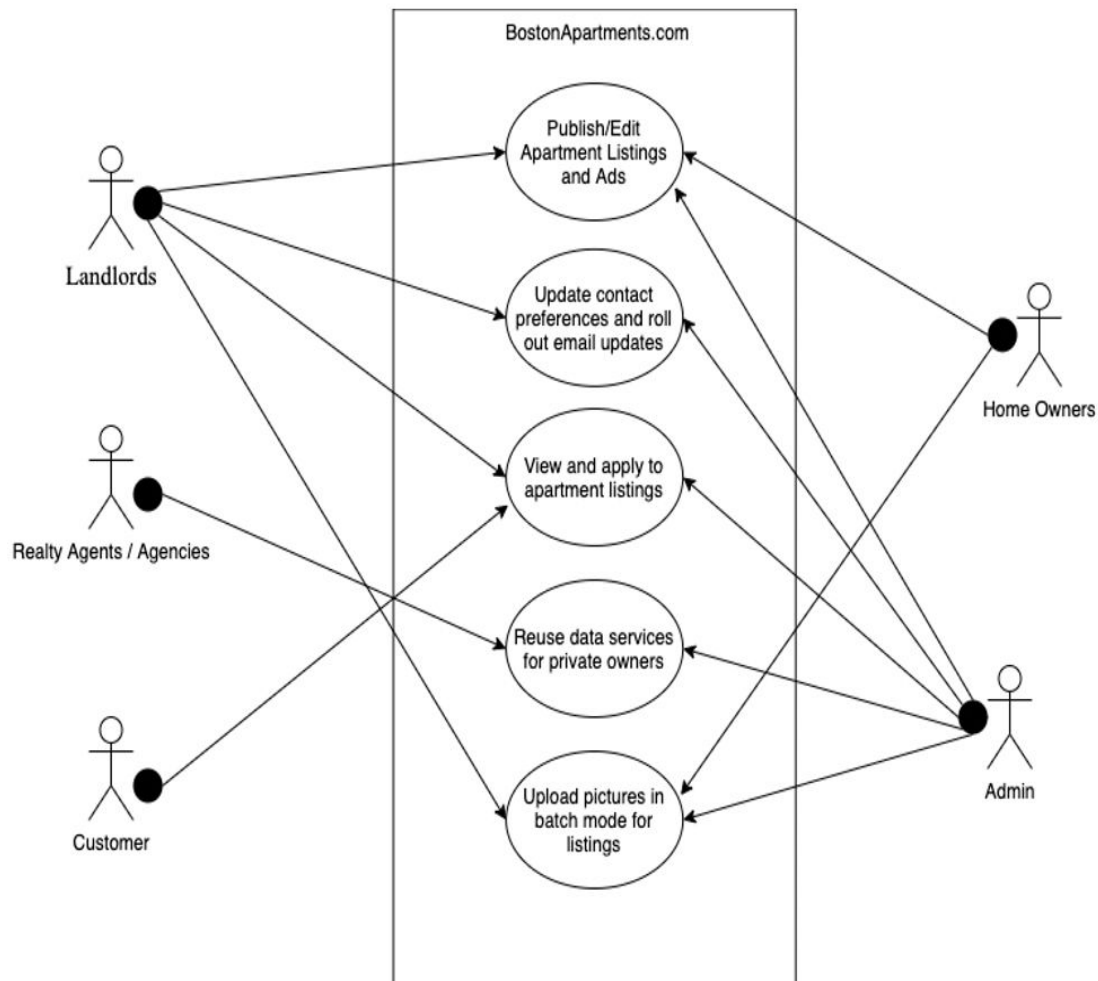 BostonApartments.com
Publish/Edit
Apartment Listings
and Ads
Landlords
Update contact
preferences and roll
out email updates
Home Owners
View and apply to
apartment listings
Realty Agents / Agencies
Reuse data services
for private owners
Upload pictures in
batch mode for
listings
Admin
Customer